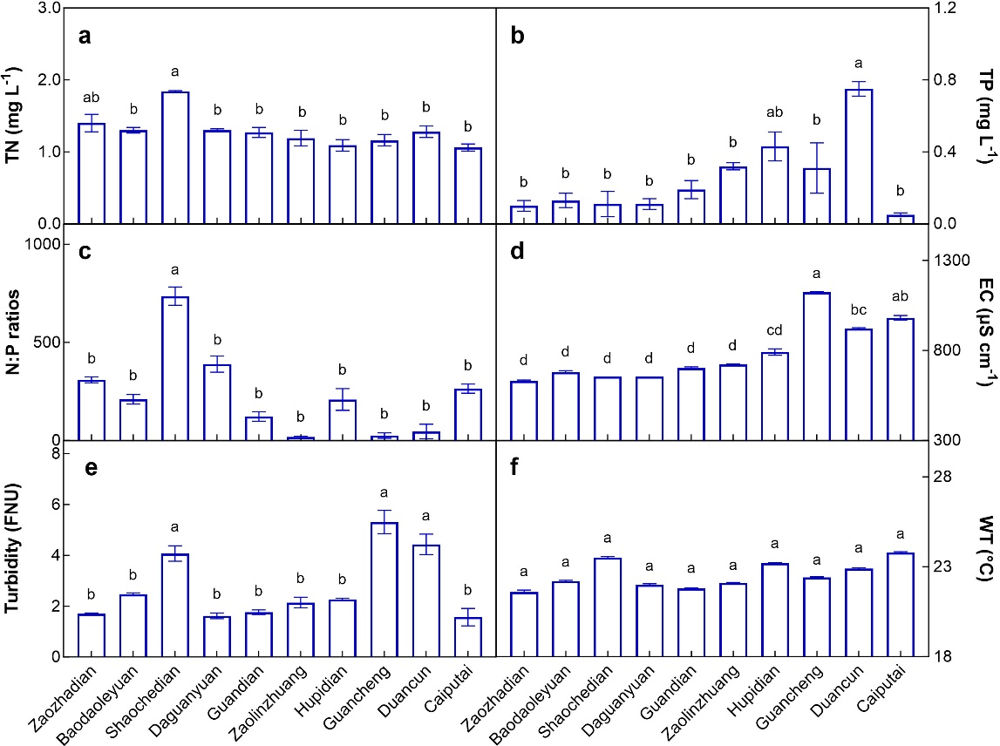 a
TN (mg L⁻¹)
3.0
2.0
1.0
0.0
ab b a b b b b b b b
b
TP (mg L⁻¹)
1.2
0.8
0.4
0.0
b b b b b b ab b a b
c
N:P ratios
1000
500
0
b b a b b b b b b b
d
EC (µS cm⁻¹)
1300
800
300
d d d d d d cd a bc ab
e
Turbidity (FNU)
8
6
4
2
0
b b a b b b b a a b
f
WT (°C)
28
23
18
a a a a a a a a a a
Zaozhadian
Baodaoleyuan
Shaochedian
Daguanyuan
Guandian
Zaolinzhuang
Hupidian
Guancheng
Duancun
Caiputai
Zaozhadian
Baodaoleyuan
Shaochedian
Daguanyuan
Guandian
Zaolinzhuang
Hupidian
Guancheng
Duancun
Caiputai